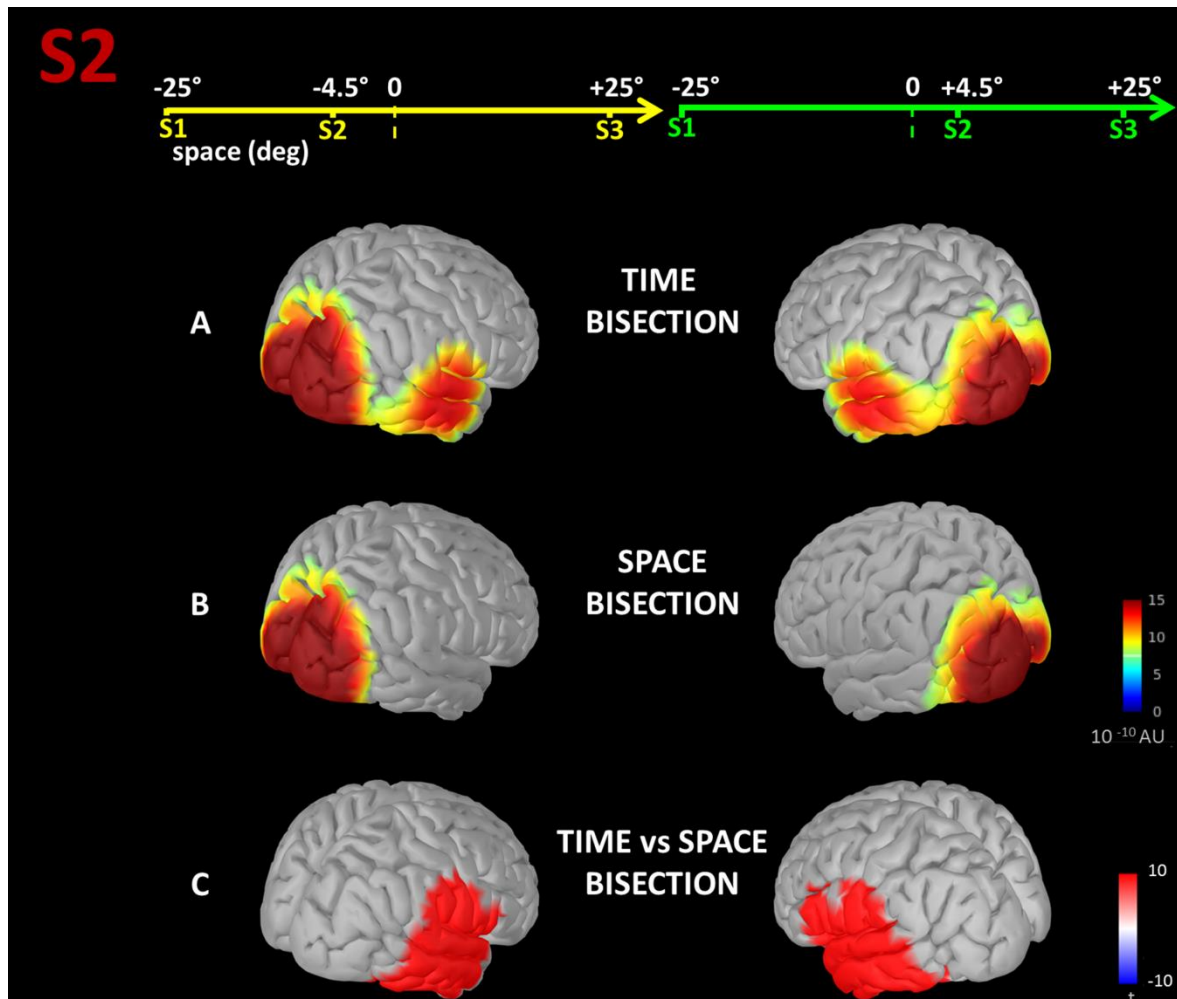 S2
-25° -4.5° 0 +25° -25° 0 +4.5° +25°
S1 S2 S3 S1 S2 S3
space (deg)
A
TIME
BISECTION
B
SPACE
BISECTION
15
10
5
0
10 -10 AU
C
TIME vs SPACE
BISECTION
10
-10
t